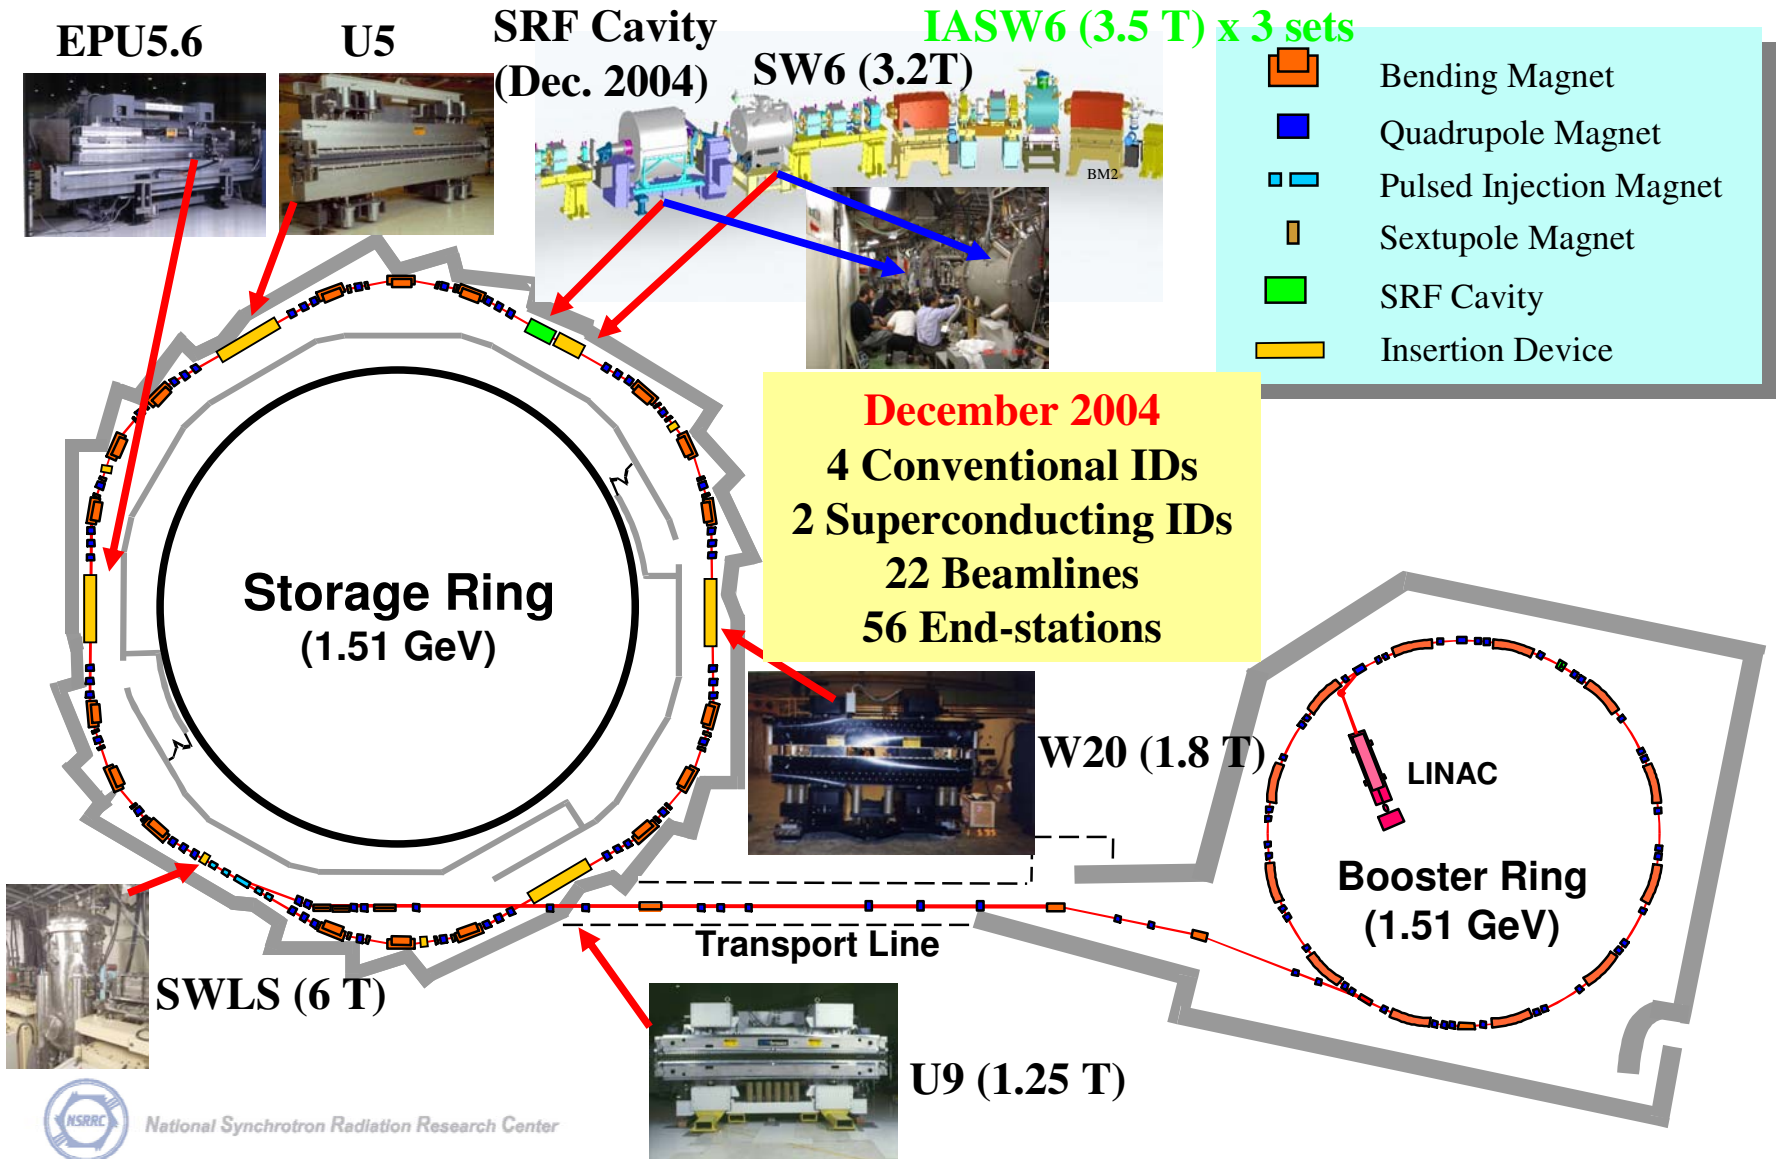 EPU5.6
U5
SRF Cavity
(Dec. 2004)
SW6 (3.2T)
IASW6 (3.5 T) x 3 sets
BM2
Bending Magnet
Quadrupole Magnet
Pulsed Injection Magnet
Sextupole Magnet
SRF Cavity
Insertion Device
December 2004
4 Conventional IDs
2 Superconducting IDs
22 Beamlines
56 End-stations
Storage Ring
(1.51 GeV)
W20 (1.8 T)
LINAC
Booster Ring
(1.51 GeV)
Transport Line
SWLS (6 T)
U9 (1.25 T)
NSRRC
National Synchrotron Radiation Research Center